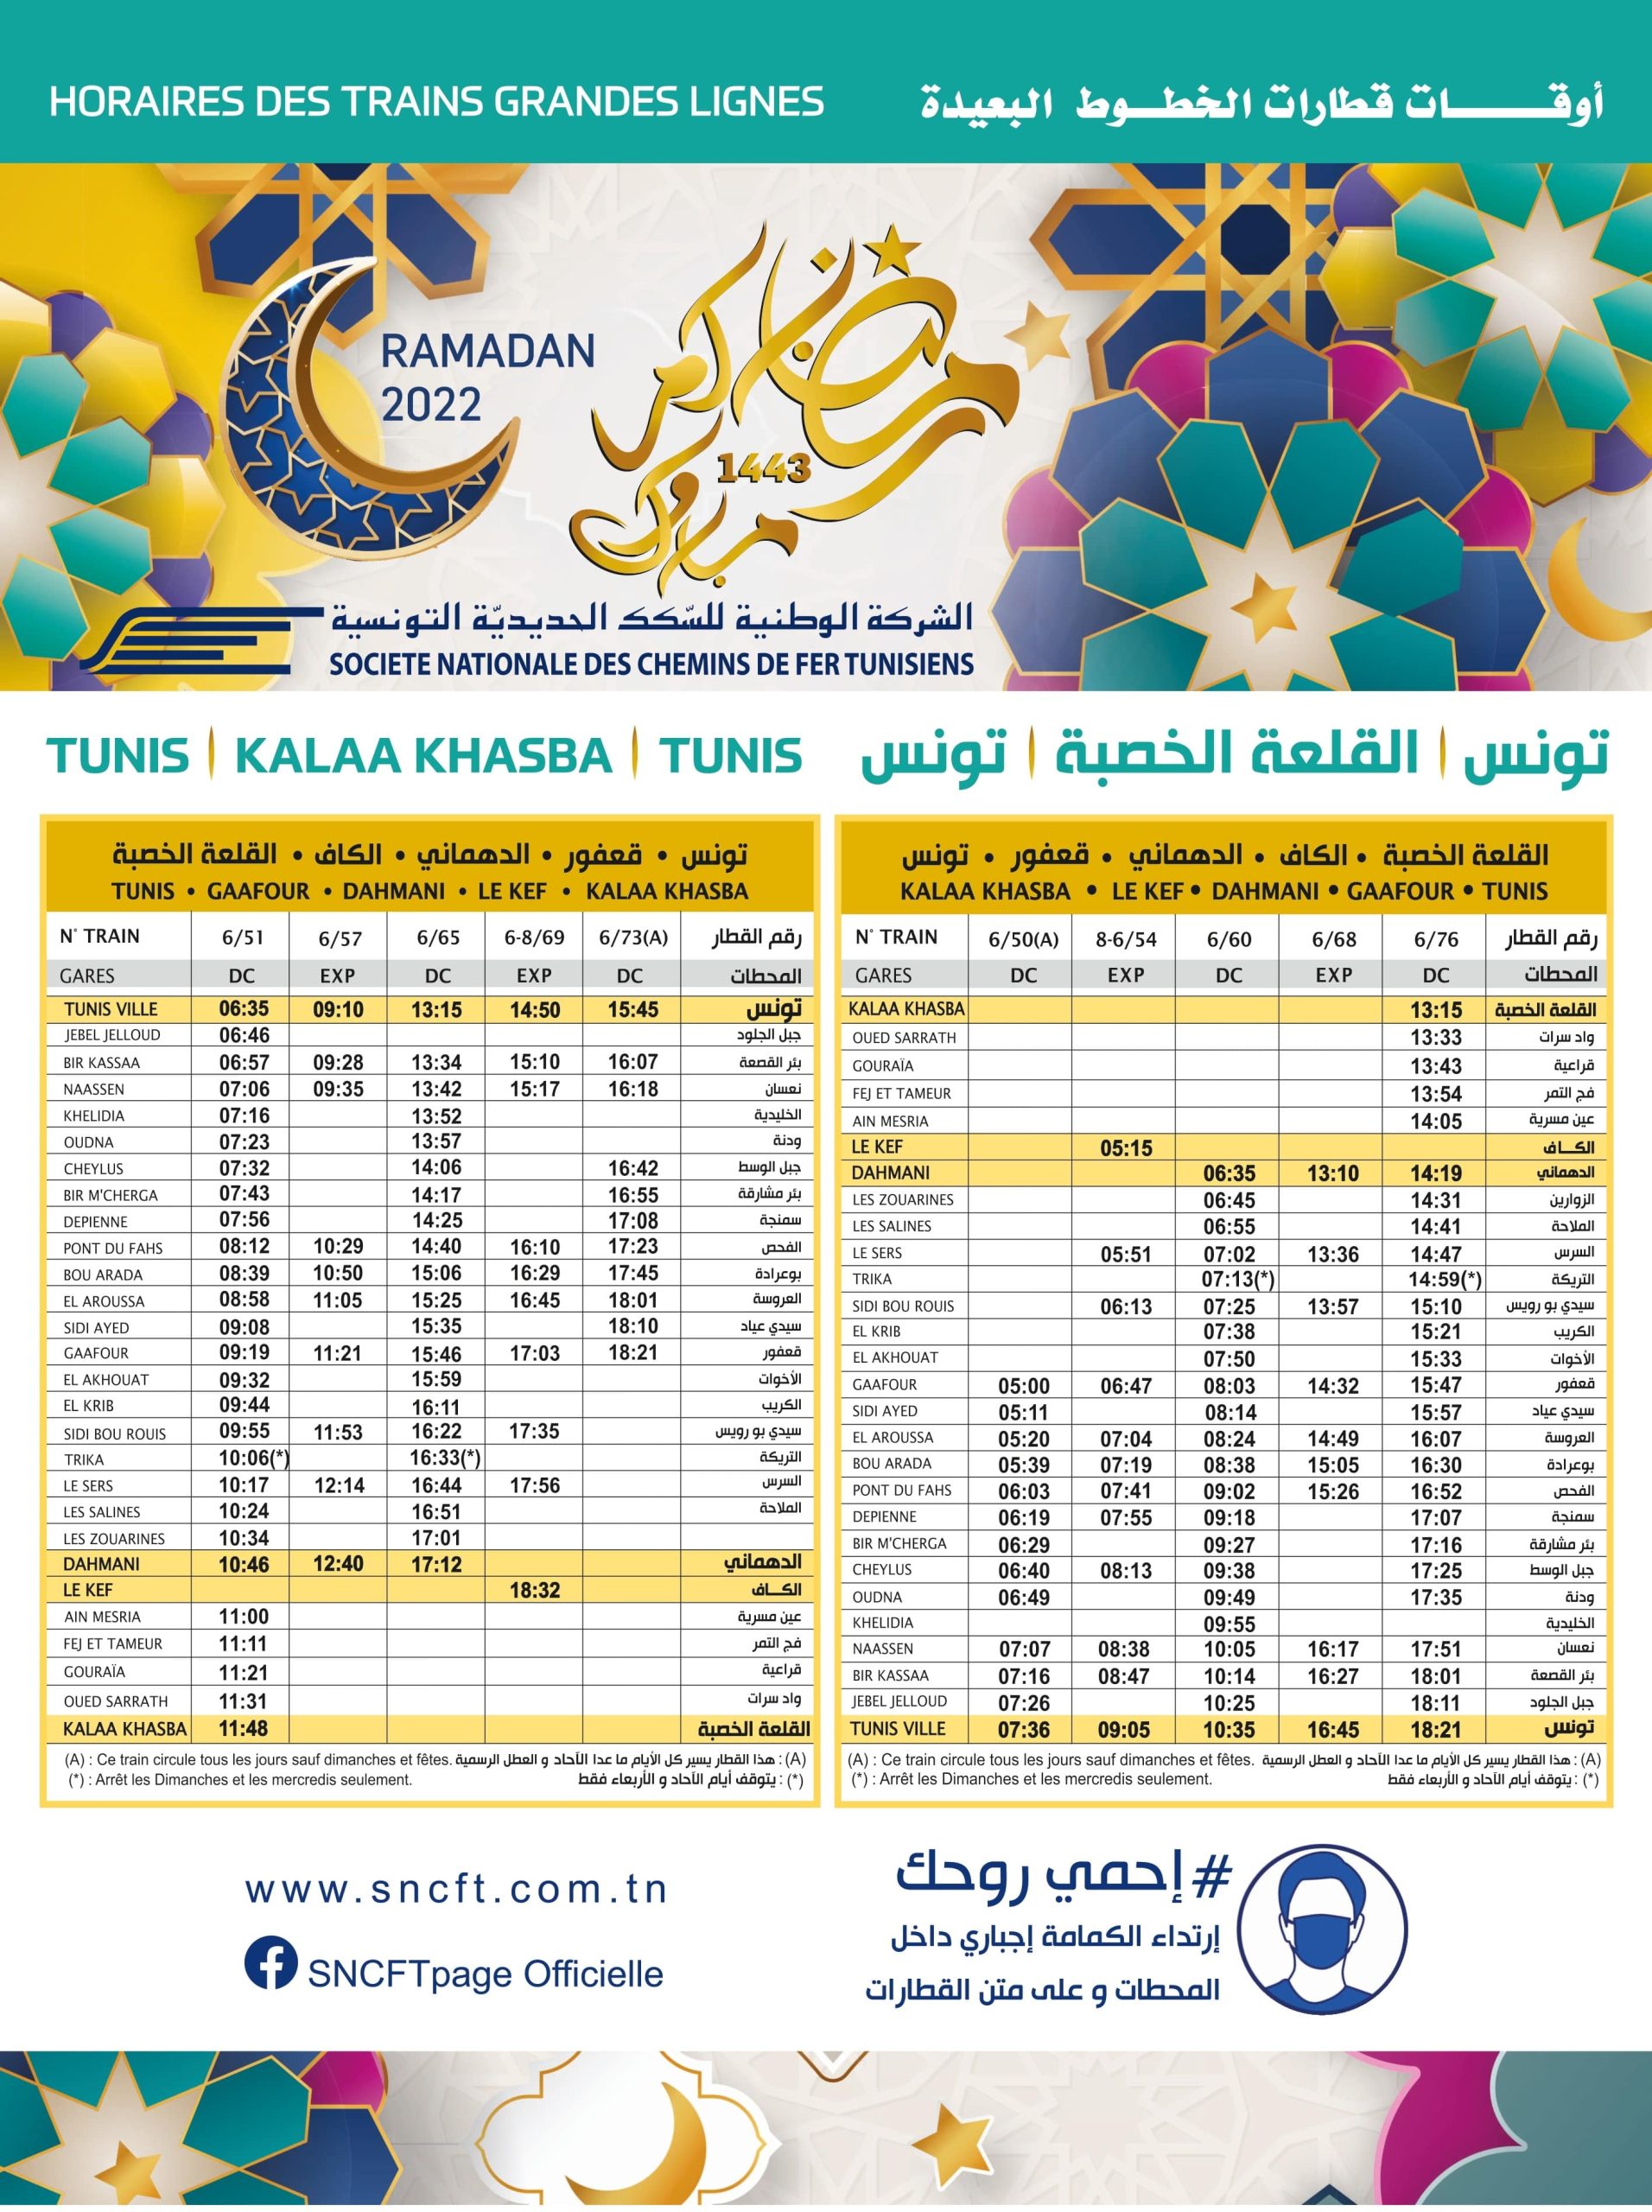 HORAIRES DES TRAINS GRANDES LIGNES أوقـــات قطارات الخطـوط البعيدة
RAMADAN
2022
رمضانكم
1443
مبروك
الشركة الوطنية للسّكك الحديديّة التونسية
SOCIETE NATIONALE DES CHEMINS DE FER TUNISIENS
TUNIS | KALAA KHASBA | TUNIS تونس | القلعة الخصبة | تونس
تونس • قعفور • الدهماني • الكاف • القلعة الخصبة
TUNIS • GAAFOUR • DAHMANI • LE KEF • KALAA KHASBA
N° TRAIN 6/51 6/57 6/65 6-8/69 6/73(A) رقم القطار
GARES DC EXP DC EXP DC المحطات
TUNIS VILLE 06:35 09:10 13:15 14:50 15:45 تونس
JEBEL JELLOUD 06:46 جبل الجلود
BIR KASSAA 06:57 09:28 13:34 15:10 16:07 بئر القصعة
NAASSEN 07:06 09:35 13:42 15:17 16:18 نعسان
KHELIDIA 07:16 13:52 الخليدية
OUDNA 07:23 13:57 ودنة
CHEYLUS 07:32 14:06 16:42 جبل الوسط
BIR M'CHERGA 07:43 14:17 16:55 بئر مشارقة
DEPIENNE 07:56 14:25 17:08 سمنجة
PONT DU FAHS 08:12 10:29 14:40 16:10 17:23 الفحص
BOU ARADA 08:39 10:50 15:06 16:29 17:45 بوعرادة
EL AROUSSA 08:58 11:05 15:25 16:45 18:01 العروسة
SIDI AYED 09:08 15:35 18:10 سيدي عياد
GAAFOUR 09:19 11:21 15:46 17:03 18:21 قعفور
EL AKHOUAT 09:32 15:59 الأخوات
EL KRIB 09:44 16:11 الكريب
SIDI BOU ROUIS 09:55 11:53 16:22 17:35 سيدي بو رويس
TRIKA 10:06(*) 16:33(*) التريكة
LE SERS 10:17 12:14 16:44 17:56 السرس
LES SALINES 10:24 16:51 الملاحة
LES ZOUARINES 10:34 17:01
DAHMANI 10:46 12:40 17:12 الدهماني
LE KEF 18:32 الكــاف
AIN MESRIA 11:00 عين مسرية
FEJ ET TAMEUR 11:11 فج التمر
GOURAÏA 11:21 قراعية
OUED SARRATH 11:31 واد سرات
KALAA KHASBA 11:48 القلعة الخصبة
(A) : Ce train circule tous les jours sauf dimanches et fêtes. (A) : هذا القطار يسير كل الأيام ما عدا الآحاد و العطل الرسمية
(*) : Arrêt les Dimanches et les mercredis seulement. (*) : يتوقف أيام الآحاد و الأربعاء فقط
القلعة الخصبة • الكاف • الدهماني • قعفور • تونس
KALAA KHASBA • LE KEF • DAHMANI • GAAFOUR • TUNIS
N° TRAIN 6/50(A) 8-6/54 6/60 6/68 6/76 رقم القطار
GARES DC EXP DC EXP DC المحطات
KALAA KHASBA 13:15 القلعة الخصبة
OUED SARRATH 13:33 واد سرات
GOURAÏA 13:43 قراعية
FEJ ET TAMEUR 13:54 فج التمر
AIN MESRIA 14:05 عين مسرية
LE KEF 05:15 الكــاف
DAHMANI 06:35 13:10 14:19 الدهماني
LES ZOUARINES 06:45 14:31 الزوارين
LES SALINES 06:55 14:41 الملاحة
LE SERS 05:51 07:02 13:36 14:47 السرس
TRIKA 07:13(*) 14:59(*) التريكة
SIDI BOU ROUIS 06:13 07:25 13:57 15:10 سيدي بو رويس
EL KRIB 07:38 15:21 الكريب
EL AKHOUAT 07:50 15:33 الأخوات
GAAFOUR 05:00 06:47 08:03 14:32 15:47 قعفور
SIDI AYED 05:11 08:14 15:57 سيدي عياد
EL AROUSSA 05:20 07:04 08:24 14:49 16:07 العروسة
BOU ARADA 05:39 07:19 08:38 15:05 16:30 بوعرادة
PONT DU FAHS 06:03 07:41 09:02 15:26 16:52 الفحص
DEPIENNE 06:19 07:55 09:18 17:07 سمنجة
BIR M'CHERGA 06:29 09:27 17:16 بئر مشارقة
CHEYLUS 06:40 08:13 09:38 17:25 جبل الوسط
OUDNA 06:49 09:49 17:35 ودنة
KHELIDIA 09:55 الخليدية
NAASSEN 07:07 08:38 10:05 16:17 17:51 نعسان
BIR KASSAA 07:16 08:47 10:14 16:27 18:01 بئر القصعة
JEBEL JELLOUD 07:26 10:25 18:11 جبل الجلود
TUNIS VILLE 07:36 09:05 10:35 16:45 18:21 تونس
(A) : Ce train circule tous les jours sauf dimanches et fêtes. (A) : هذا القطار يسير كل الأيام ما عدا الآحاد و العطل الرسمية
(*) : Arrêt les Dimanches et les mercredis seulement. (*) : يتوقف أيام الآحاد و الأربعاء فقط
www.sncft.com.tn
SNCFTpage Officielle
#إحمي روحك
إرتداء الكمامة إجباري داخل
المحطات و على متن القطارات